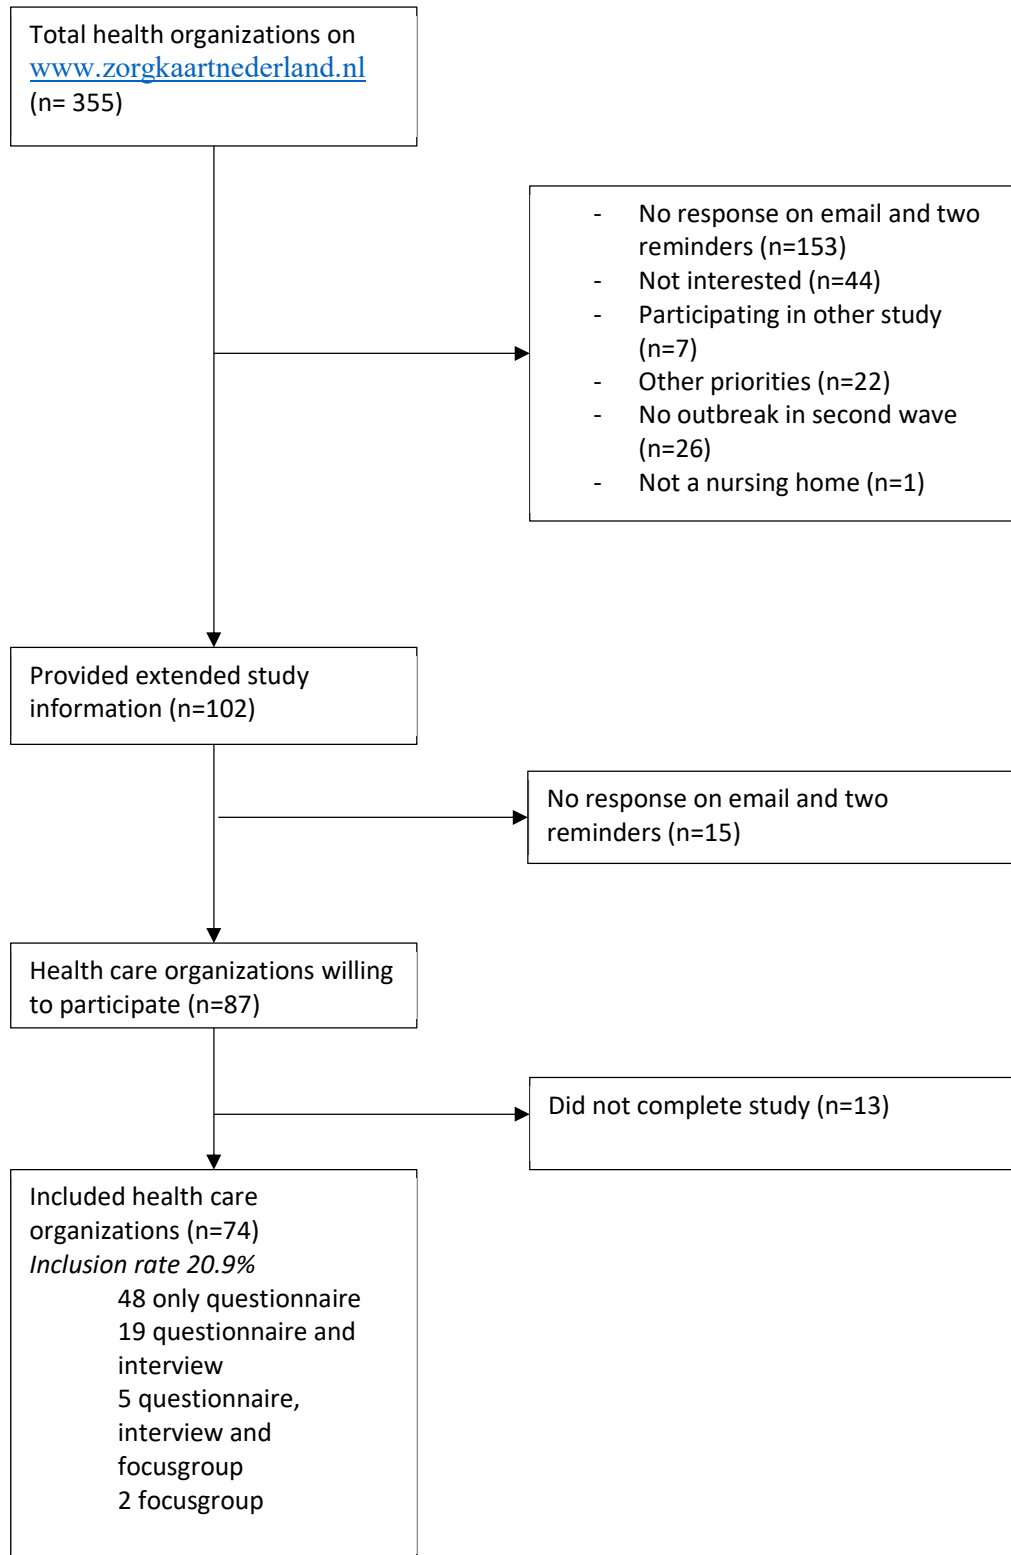 Total health organizations on
www.zorgkaartnederland.nl
(n= 355)
- No response on email and two
reminders (n=153)
- Not interested (n=44)
- Participating in other study
(n=7)
- Other priorities (n=22)
- No outbreak in second wave
(n=26)
- Not a nursing home (n=1)
Provided extended study
information (n=102)
No response on email and two
reminders (n=15)
Health care organizations willing
to participate (n=87)
Did not complete study (n=13)
Included health care
organizations (n=74)
Inclusion rate 20.9%
48 only questionnaire
19 questionnaire and
interview
5 questionnaire,
interview and
focusgroup
2 focusgroup